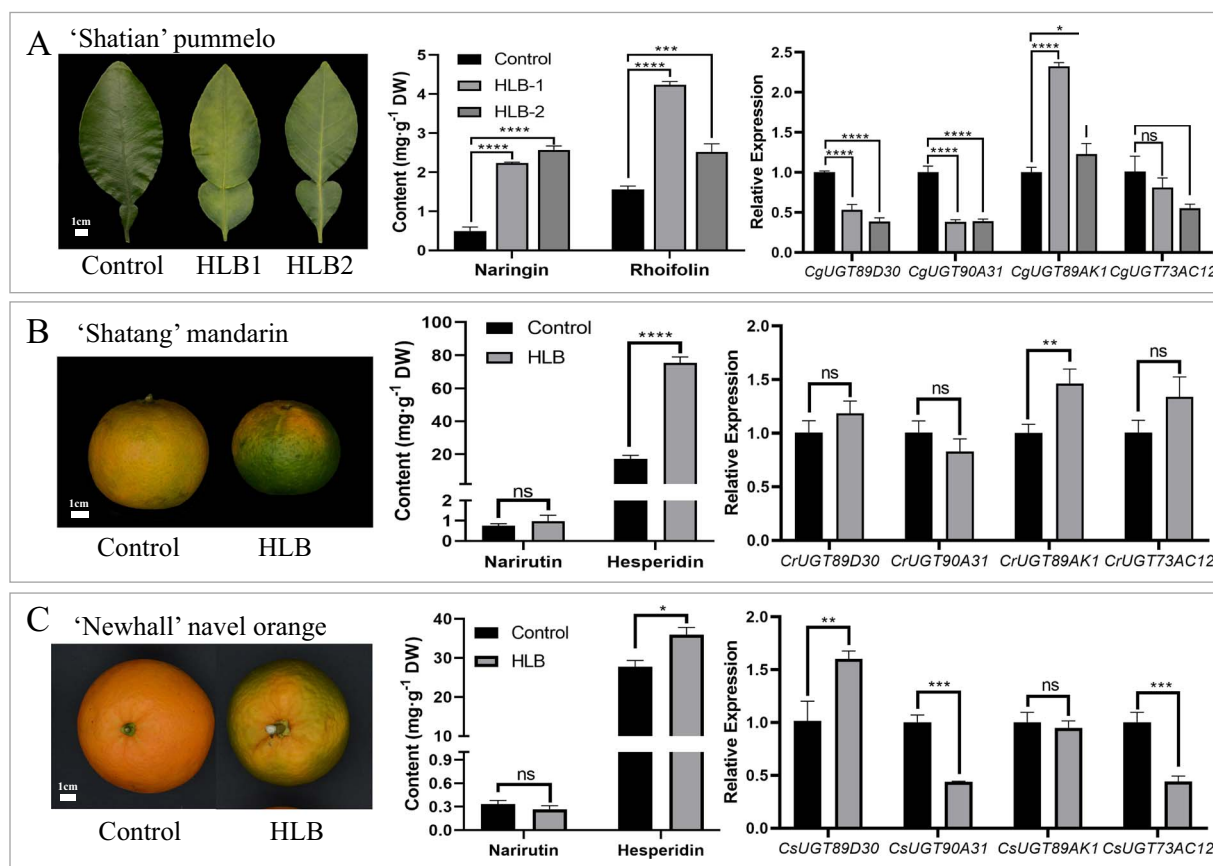 A
‘Shatian’ pummelo
1cm
Control HLB1 HLB2
Content (mg·g⁻¹ DW)
5
4
3
2
1
0
Control
HLB-1
HLB-2
****
****
****
***
Naringin Rhoifolin
Relative Expression
2.5
2.0
1.5
1.0
0.5
0.0
****
****
****
****
****
*
ns
CgUGT89D30 CgUGT90A31 CgUGT89AK1 CgUGT73AC12
B
‘Shatang’ mandarin
1cm
Control HLB
Content (mg·g⁻¹ DW)
100
80
60
40
20
2
1
0
Control
HLB
ns
****
Narirutin Hesperidin
Relative Expression
2.0
1.5
1.0
0.5
0.0
ns
ns
**
ns
CrUGT89D30 CrUGT90A31 CrUGT89AK1 CrUGT73AC12
C
‘Newhall’ navel orange
1cm
Control HLB
Content (mg·g⁻¹ DW)
40
30
20
10
0.9
0.6
0.3
0.0
Control
HLB
ns
*
Narirutin Hesperidin
Relative Expression
2.0
1.5
1.0
0.5
0.0
**
***
ns
***
CsUGT89D30 CsUGT90A31 CsUGT89AK1 CsUGT73AC12